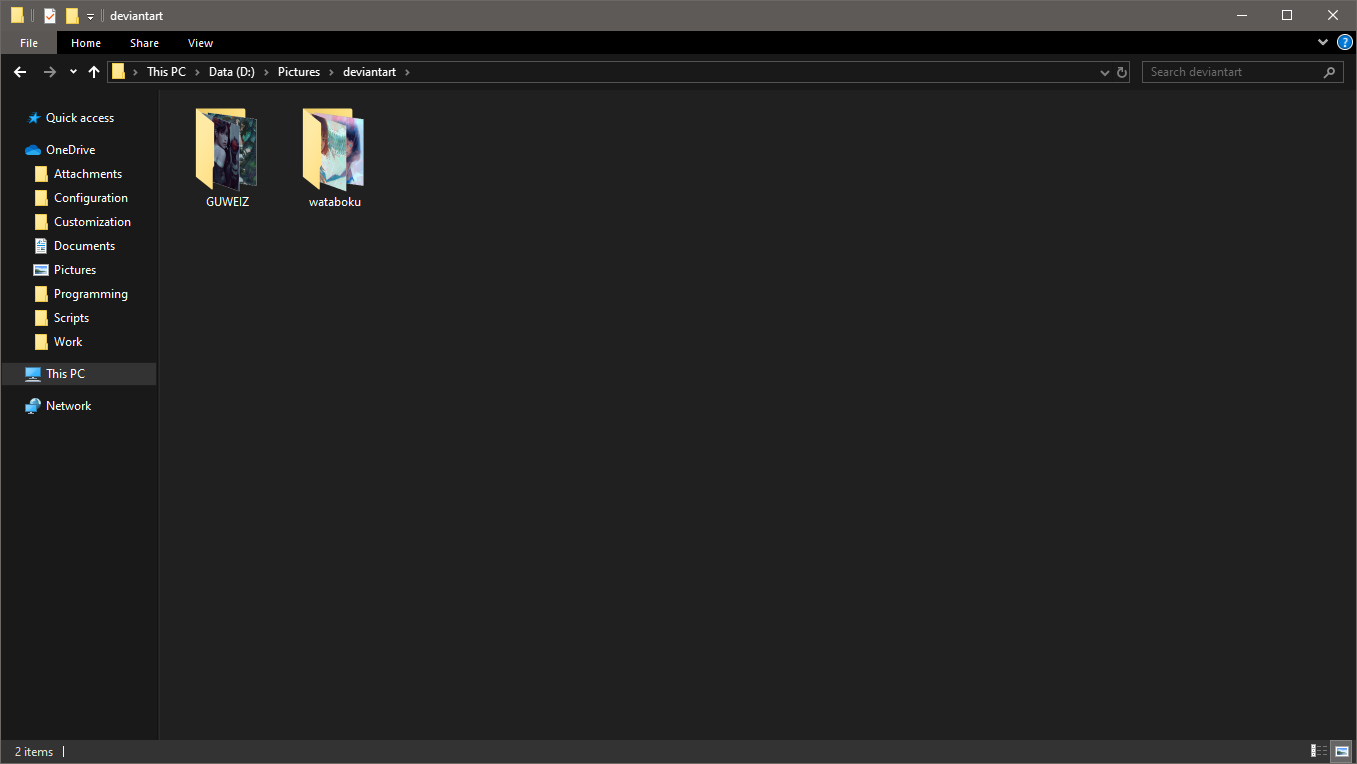 deviantart
File Home Share View
This PC Data (D:) Pictures deviantart
Search deviantart
Quick access
OneDrive
Attachments
Configuration
Customization
Documents
Pictures
Programming
Scripts
Work
This PC
Network
GUWEIZ wataboku
2 items